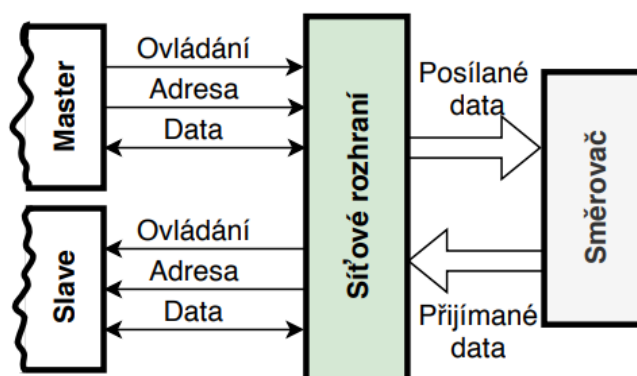 Master
Ovládání
Adresa
Data
Slave
Ovládání
Adresa
Data
Síťové rozhraní
Posílané
data
Přijímané
data
Směrovač